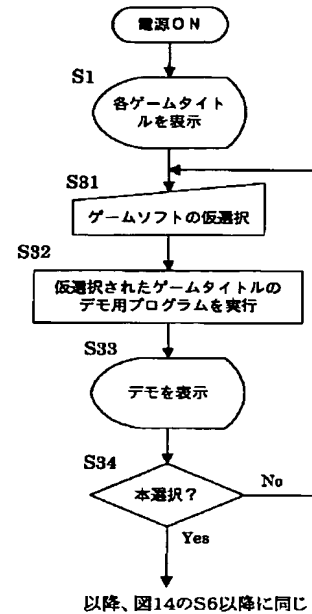 電源ON
S1
各ゲームタイト
ルを表示
S31
ゲームソフトの仮選択
S32
仮選択されたゲームタイトルの
デモ用プログラムを実行
S33
デモを表示
S34
本選択?
No
Yes
以降、図14のS6以降に同じ